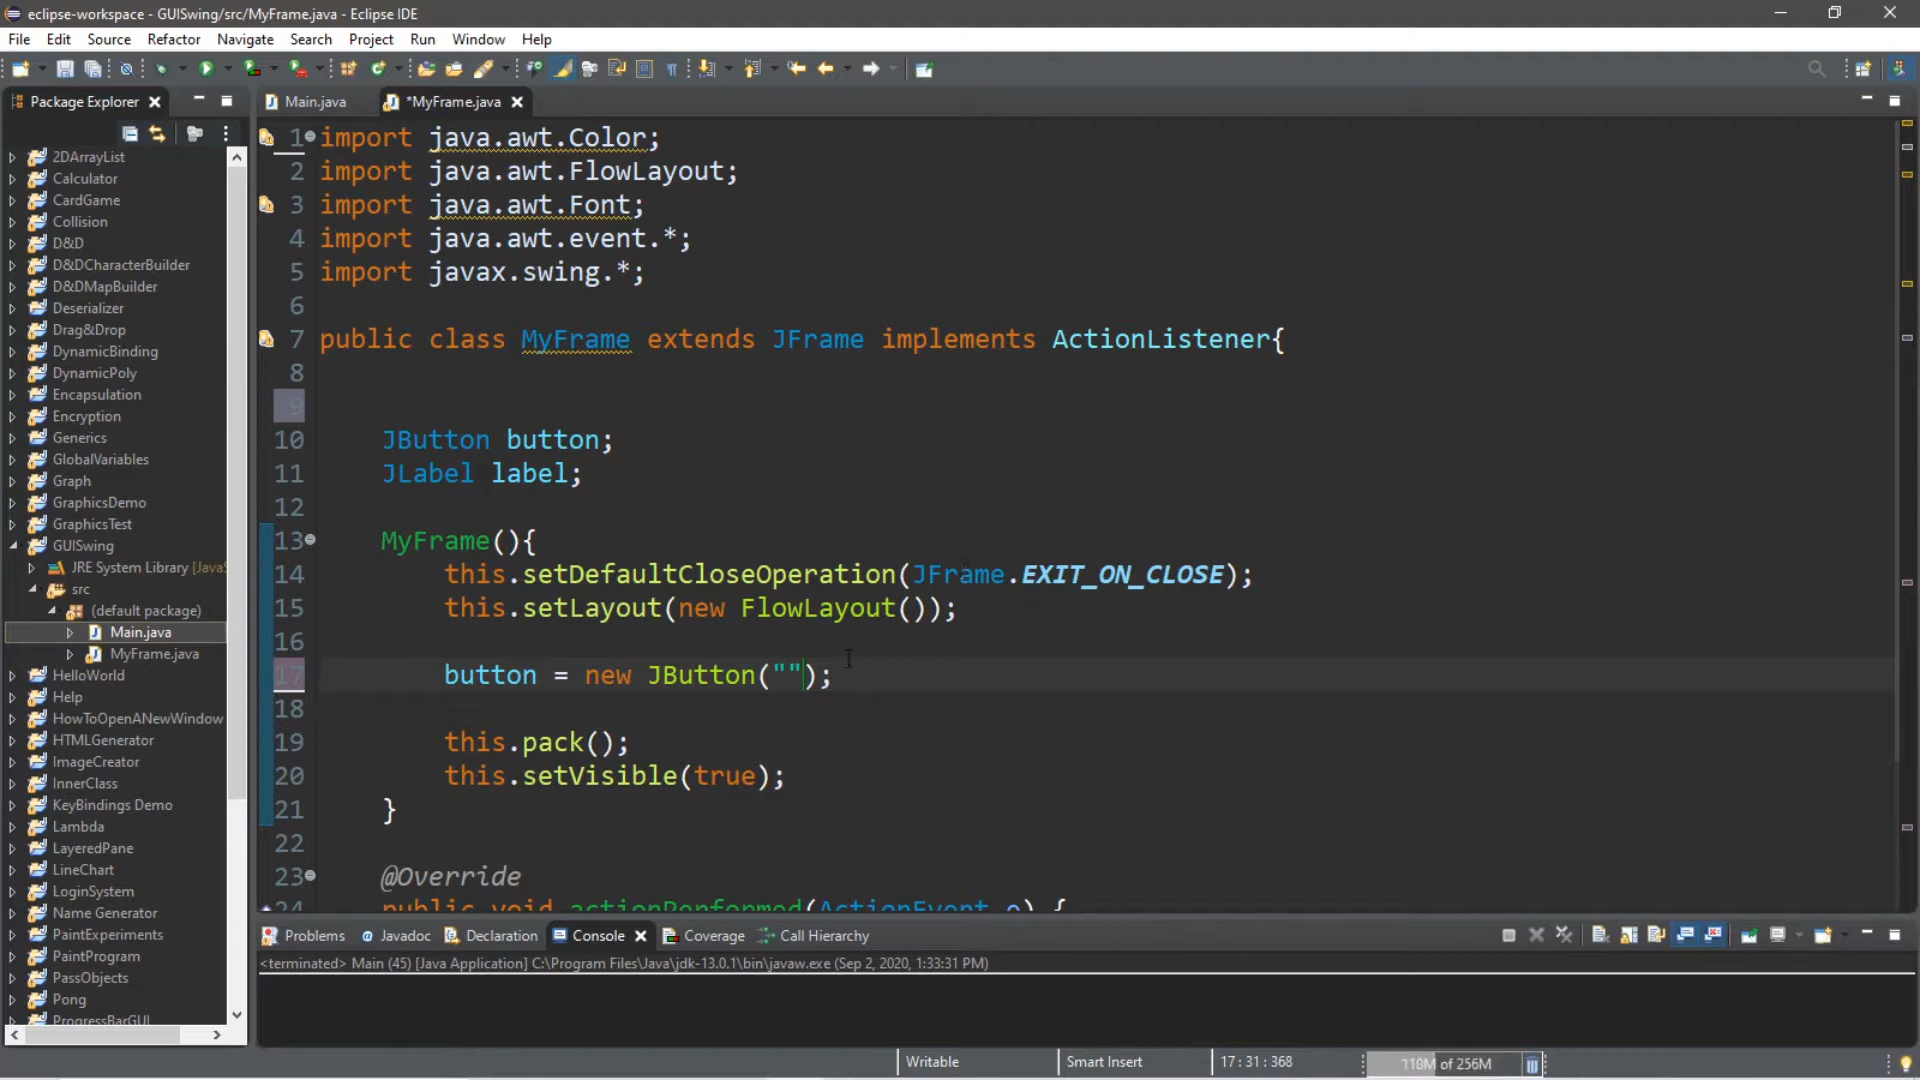 eclipse-workspace - GUISwing/src/MyFrame.java - Eclipse IDE
File Edit Source Refactor Navigate Search Project Run Window Help
Package Explorer
Main.java *MyFrame.java
2DArrayList
Calculator
CardGame
Collision
D&D
D&DCharacterBuilder
D&DMapBuilder
Deserializer
Drag&Drop
DynamicBinding
DynamicPoly
Encapsulation
Encryption
Generics
GlobalVariables
Graph
GraphicsDemo
GraphicsTest
GUISwing
JRE System Library [Java
src
(default package)
Main.java
MyFrame.java
HelloWorld
Help
HowToOpenANewWindow
HTMLGenerator
ImageCreator
InnerClass
KeyBindings Demo
Lambda
LayeredPane
LineChart
LoginSystem
Name Generator
PaintExperiments
PaintProgram
PassObjects
Pong
ProgressBarGUI
1 import java.awt.Color;
2 import java.awt.FlowLayout;
3 import java.awt.Font;
4 import java.awt.event.*;
5 import javax.swing.*;
6
7 public class MyFrame extends JFrame implements ActionListener{
8
9
10 JButton button;
11 JLabel label;
12
13 MyFrame(){
14 this.setDefaultCloseOperation(JFrame.EXIT_ON_CLOSE);
15 this.setLayout(new FlowLayout());
16
17 button = new JButton("");
18
19 this.pack();
20 this.setVisible(true);
21 }
22
23 @Override
24 public void actionPerformed(ActionEvent e) {
Problems @ Javadoc Declaration Console Coverage Call Hierarchy
<terminated> Main (45) [Java Application] C:\Program Files\Java\jdk-13.0.1\bin\javaw.exe (Sep 2, 2020, 1:33:31 PM)
Writable Smart Insert 17 : 31 : 368 110M of 256M